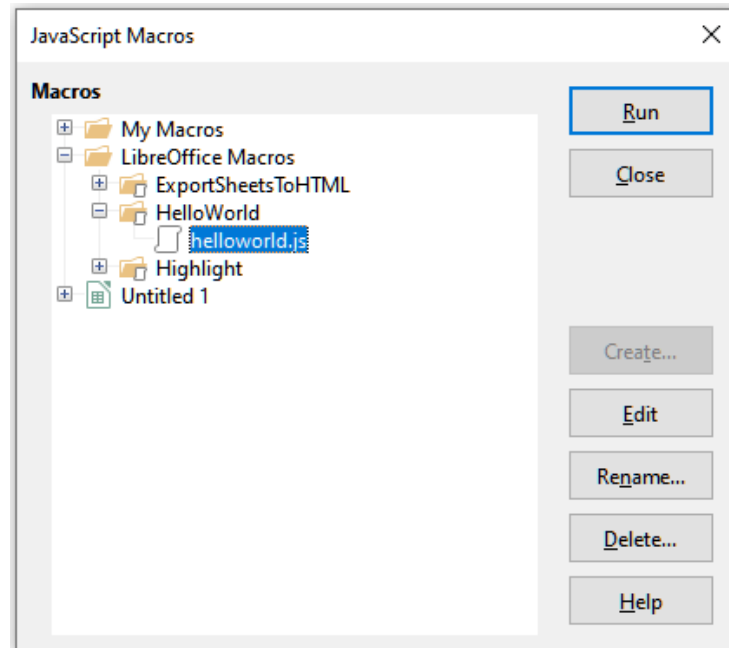 JavaScript Macros
Macros
My Macros
LibreOffice Macros
ExportSheetsToHTML
HelloWorld
helloworld.js
Highlight
Untitled 1
Run
Close
Create...
Edit
Rename...
Delete...
Help